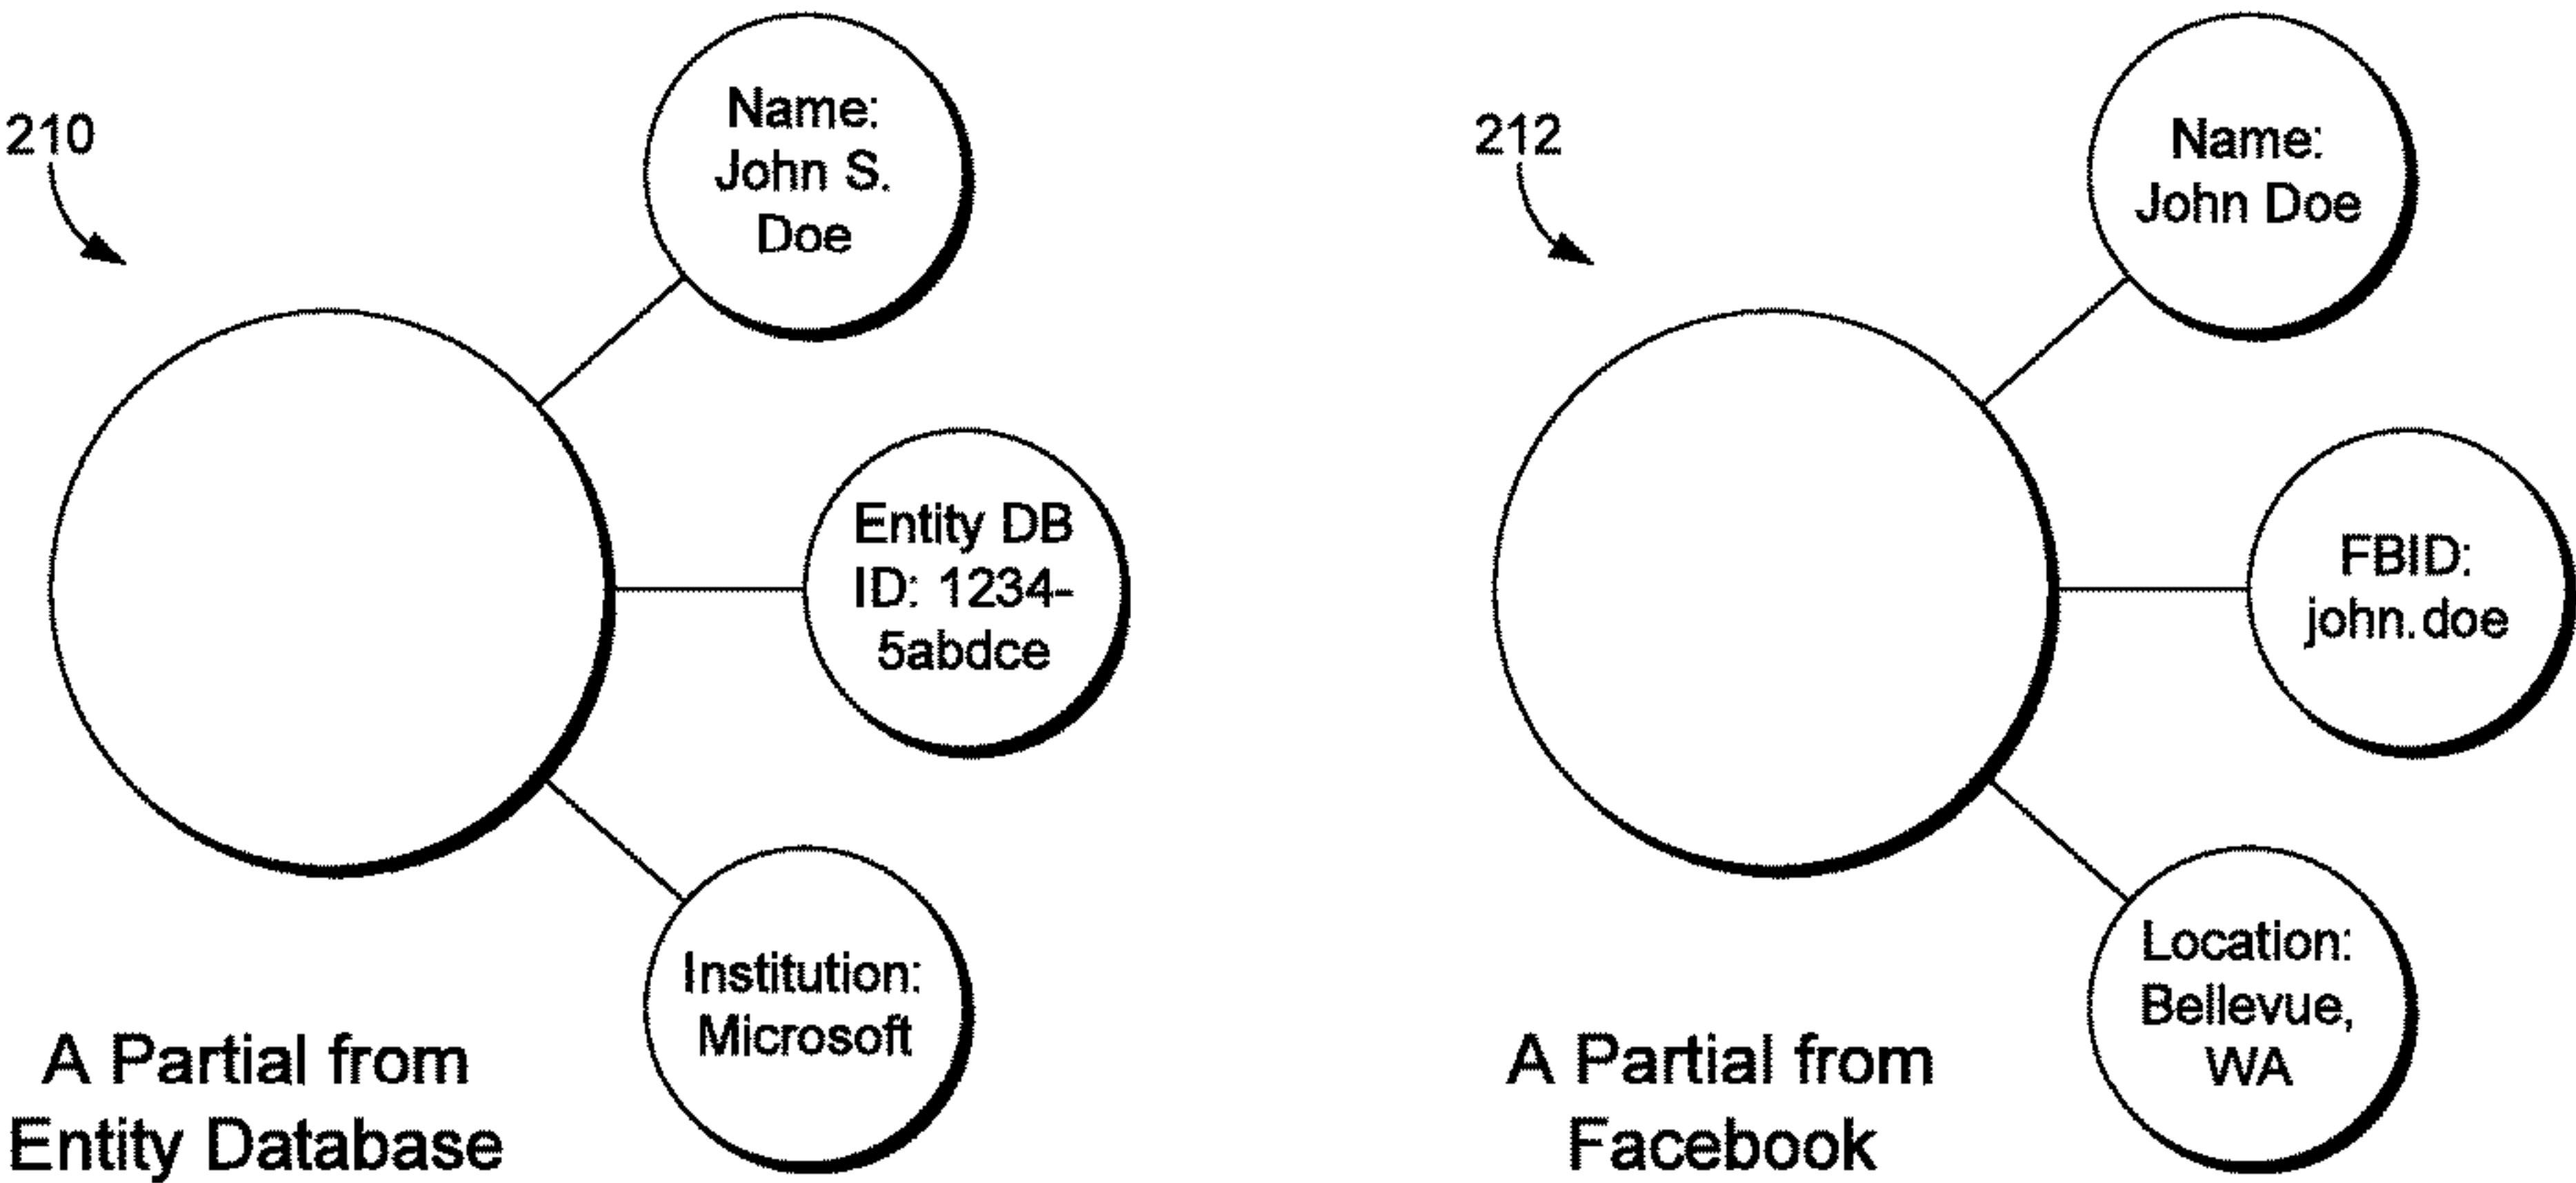 210
Name:
John S.
Doe
Entity DB
ID: 1234-
5abdce
Institution:
Microsoft
A Partial from
Entity Database
212
Name:
John Doe
FBID:
john.doe
Location:
Bellevue,
WA
A Partial from
Facebook